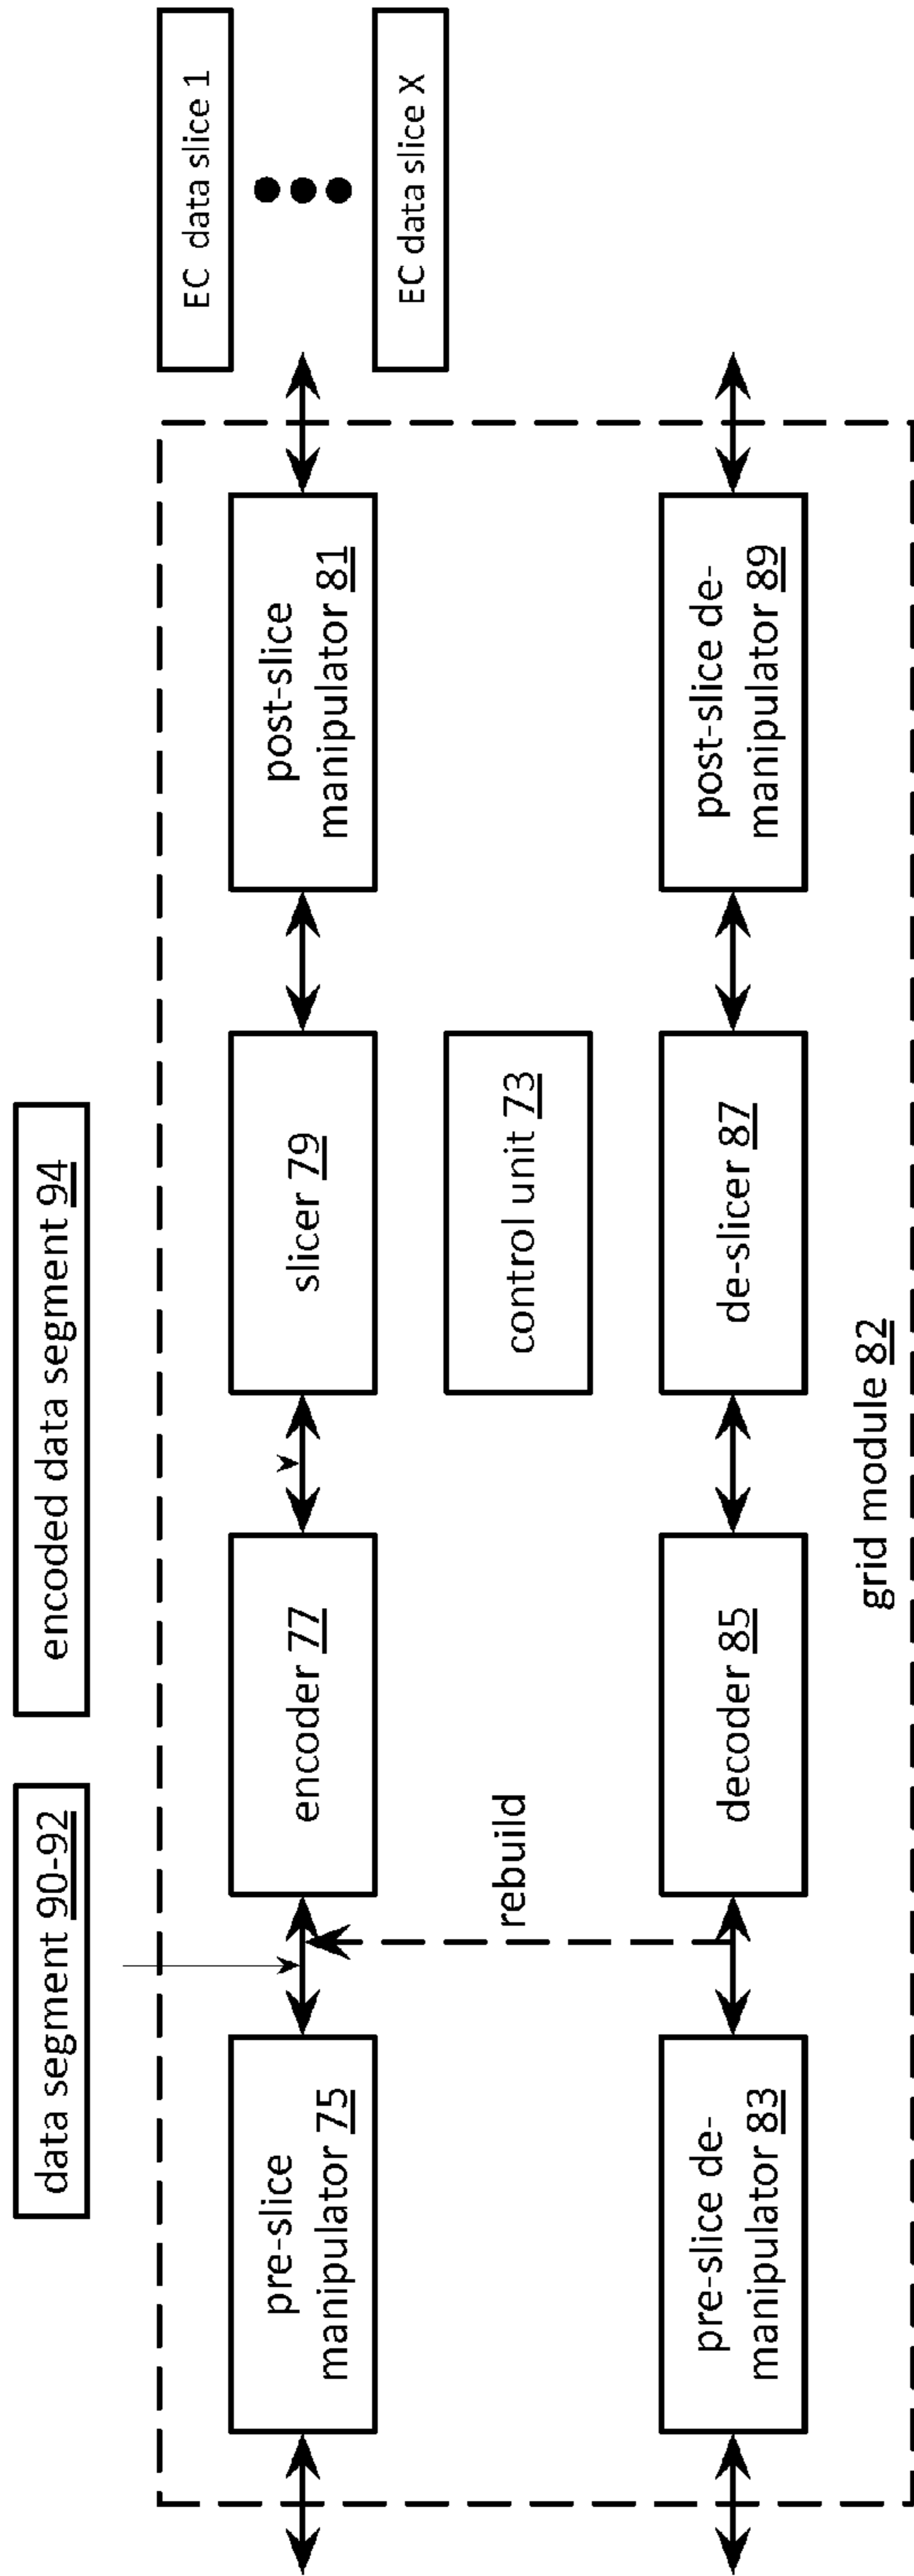 data segment 90-92
encoded data segment 94
EC data slice 1
EC data slice X
pre-slice
manipulator 75
encoder 77
slicer 79
post-slice
manipulator 81
rebuild
control unit 73
pre-slice de-
manipulator 83
decoder 85
de-slicer 87
post-slice de-
manipulator 89
grid module 82